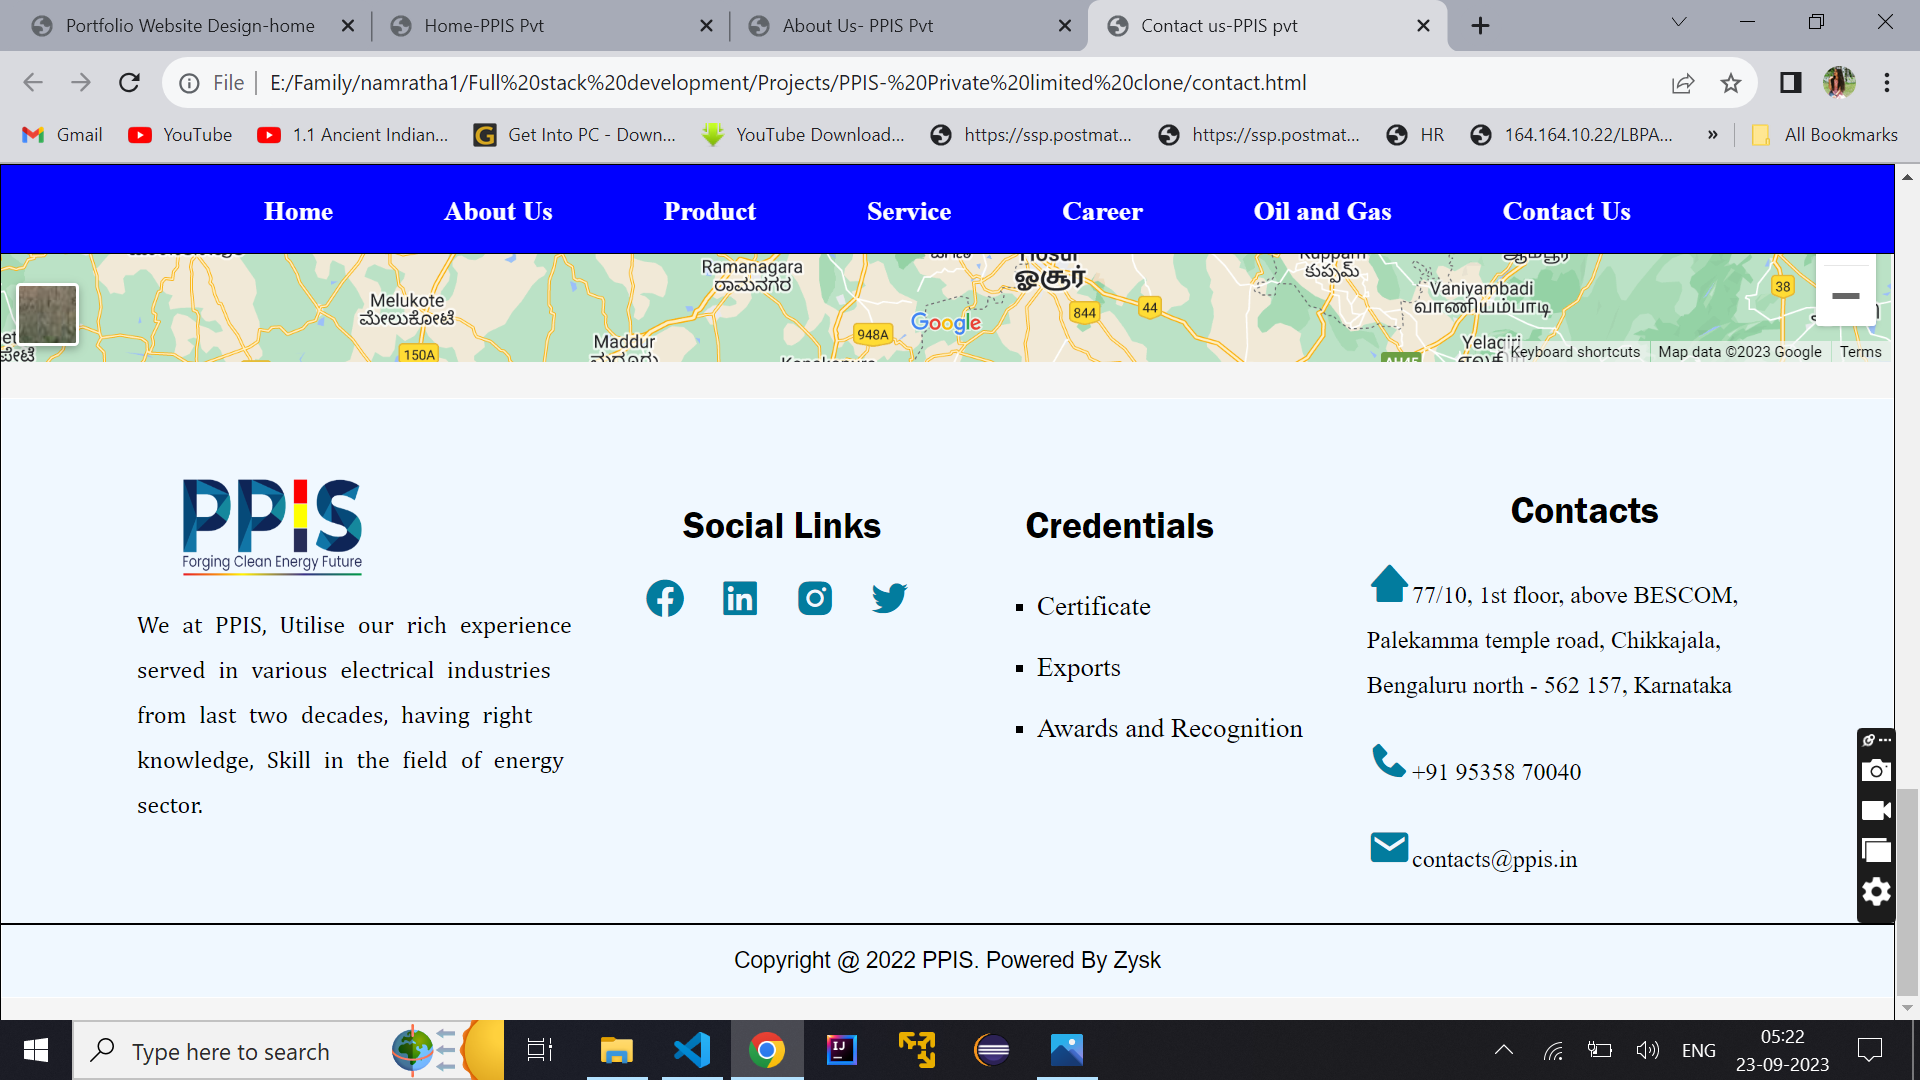 Portfolio Website Design-home
Home-PPIS Pvt
About Us- PPIS Pvt
Contact us-PPIS pvt
File
E:/Family/namratha1/Full%20stack%20development/Projects/PPIS-%20Private%20limited%20clone/contact.html
Gmail
YouTube
1.1 Ancient Indian...
Get Into PC - Down...
YouTube Download...
https://ssp.postmat...
https://ssp.postmat...
HR
164.164.10.22/LBPA...
»
All Bookmarks
Home
About Us
Product
Service
Career
Oil and Gas
Contact Us
Ramanagara
ರಾಮನಗರ
ஓசூர்
కుప్పమ్
Vaniyambadi
வாணியம்பாடி
38
Melukote
ಮೇಲುಕೋಟೆ
844
44
Google
948A
Maddur
150A
Yelagiri
Keyboard shortcuts
Map data ©2023 Google
Terms
PPIS
Forging Clean Energy Future
We at PPIS, Utilise our rich experience
served in various electrical industries
from last two decades, having right
knowledge, Skill in the field of energy
sector.
Social Links
Credentials
Certificate
Exports
Awards and Recognition
Contacts
77/10, 1st floor, above BESCOM,
Palekamma temple road, Chikkajala,
Bengaluru north - 562 157, Karnataka
+91 95358 70040
contacts@ppis.in
Copyright @ 2022 PPIS. Powered By Zysk
Type here to search
ENG
05:22
23-09-2023